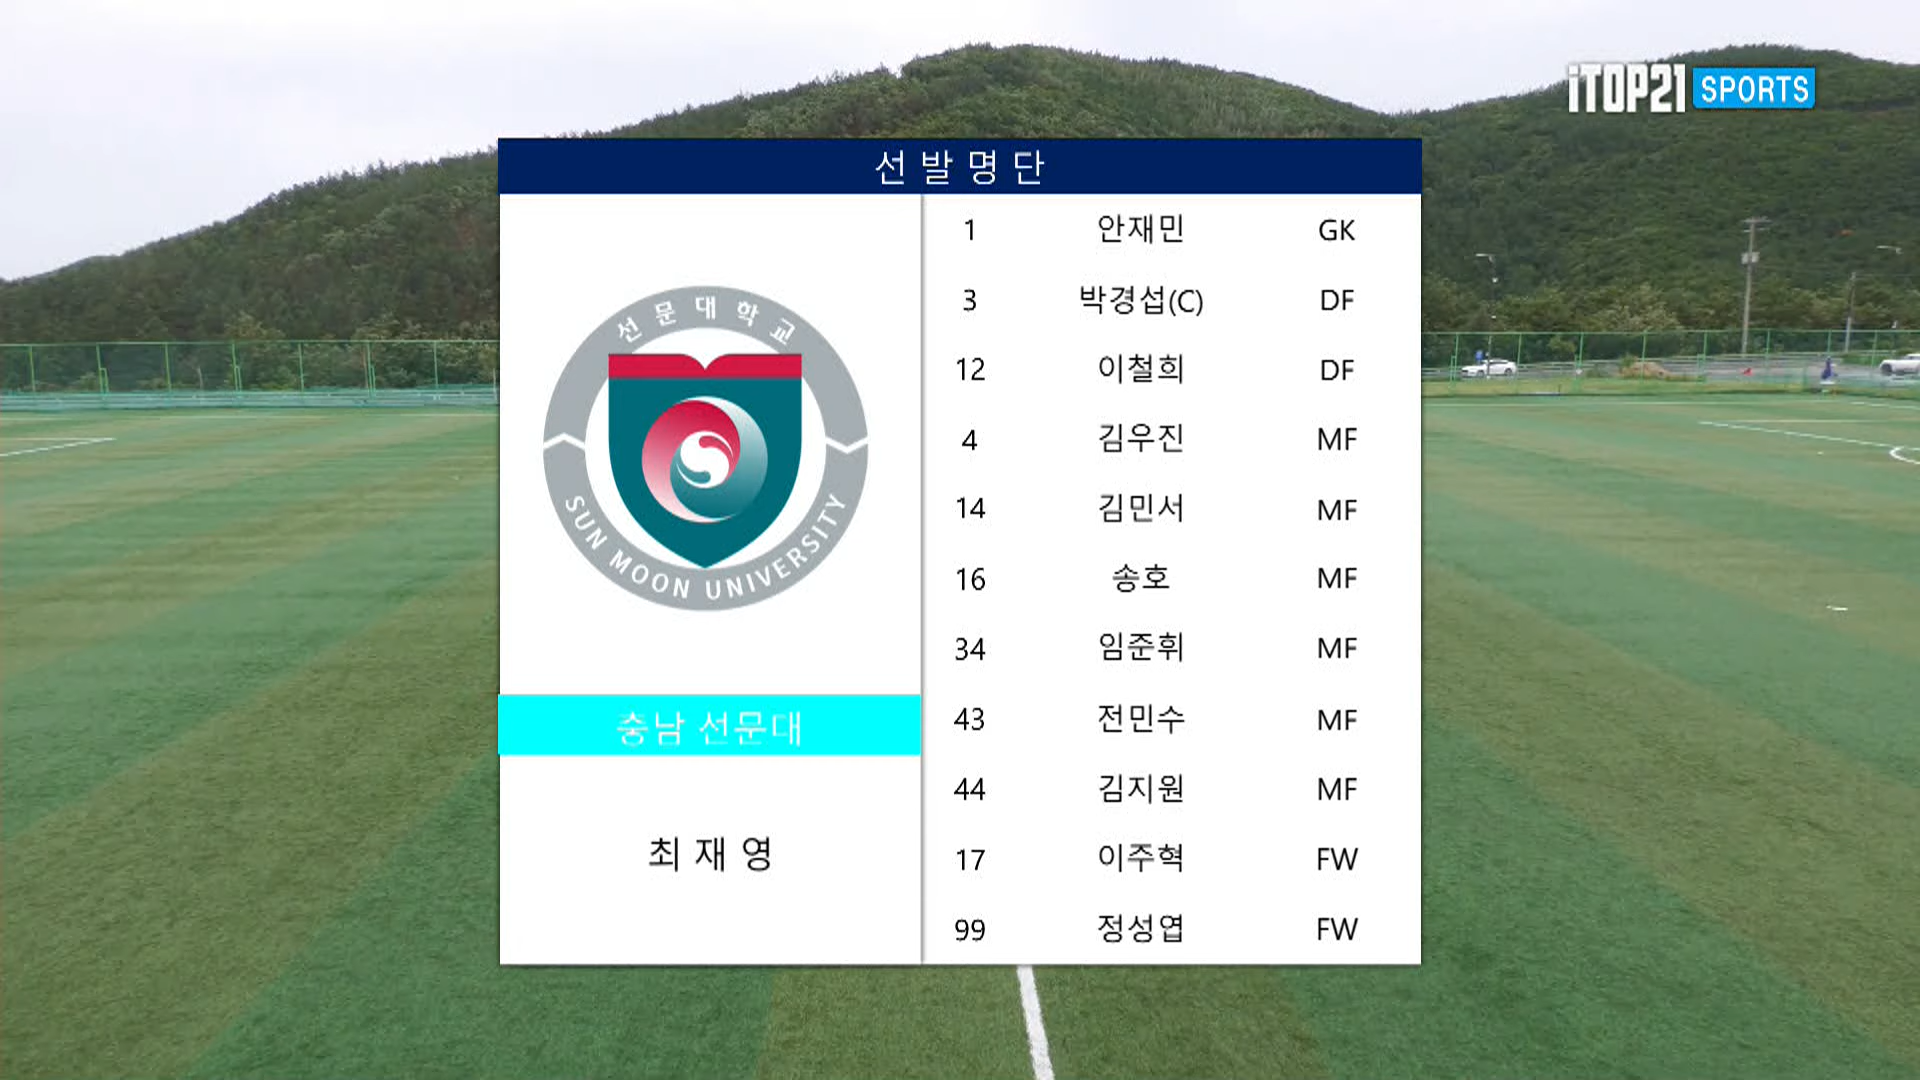 iTOP21 SPORTS
선발명단
선문대학교
SUN MOON UNIVERSITY
충남 선문대
최재영
1 안재민 GK
3 박경섭(C) DF
12 이철희 DF
4 김우진 MF
14 김민서 MF
16 송호 MF
34 임준휘 MF
43 전민수 MF
44 김지원 MF
17 이주혁 FW
99 정성엽 FW